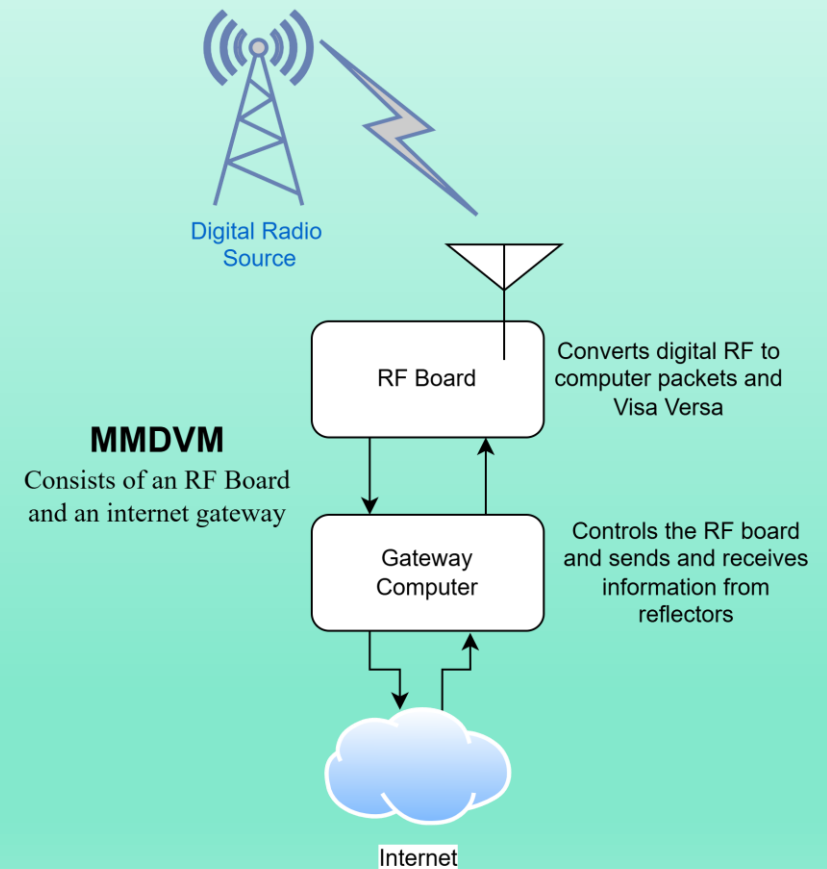 Digital Radio
Source
RF Board
Converts digital RF to
computer packets and
Visa Versa
MMDVM
Consists of an RF Board
and an internet gateway
Gateway
Computer
Controls the RF board
and sends and receives
information from
reflectors
Internet